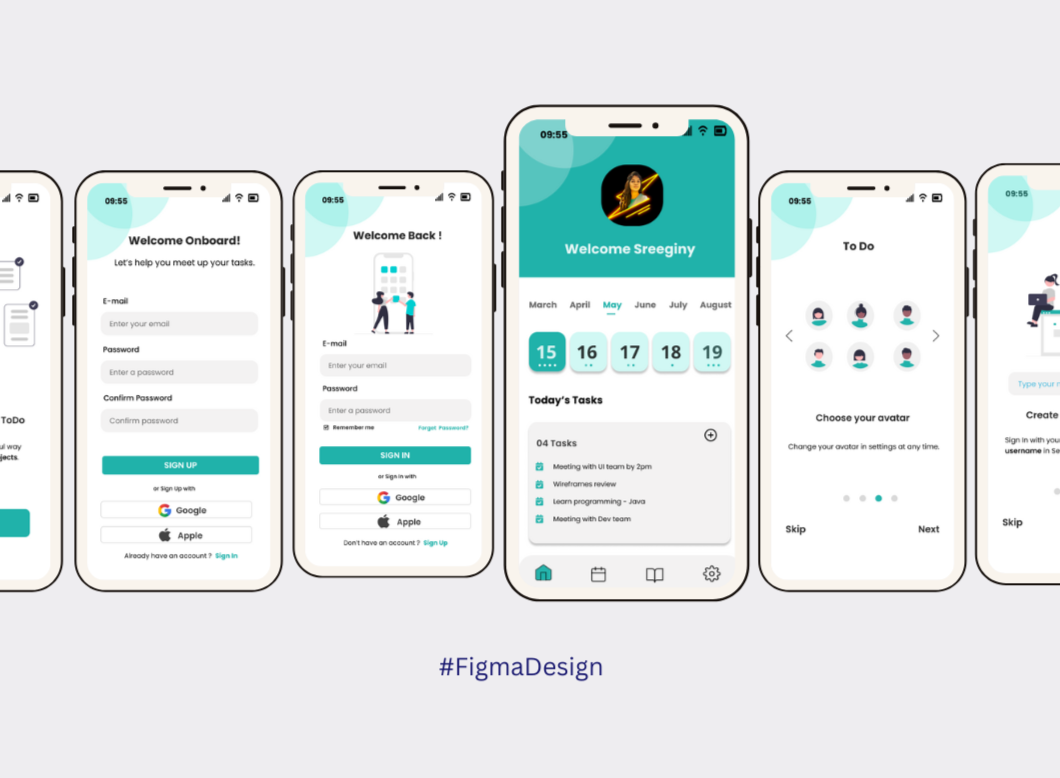 ToDo
ul way
jects.
09:55
Welcome Onboard!
Let's help you meet up your tasks.
E-mail
Enter your email
Password
Enter a password
Confirm Password
Confirm password
SIGN UP
or Sign Up with
Google
Apple
Already have an account ? Sign In
09:55
Welcome Back !
E-mail
Enter your email
Password
Enter a password
Remember me Forgot Password?
SIGN IN
or Sign In with
Google
Apple
Don't have an account ? Sign Up
09:55
Welcome Sreeginy
March April May June July August
15 16 17 18 19
Today's Tasks
04 Tasks
Meeting with UI team by 2pm
Wireframes review
Learn programming - Java
Meeting with Dev team
09:55
To Do
Choose your avatar
Change your avatar in settings at any time.
Skip Next
09:55
Type your n
Create
Sign in with you
username in Se
Skip
#FigmaDesign